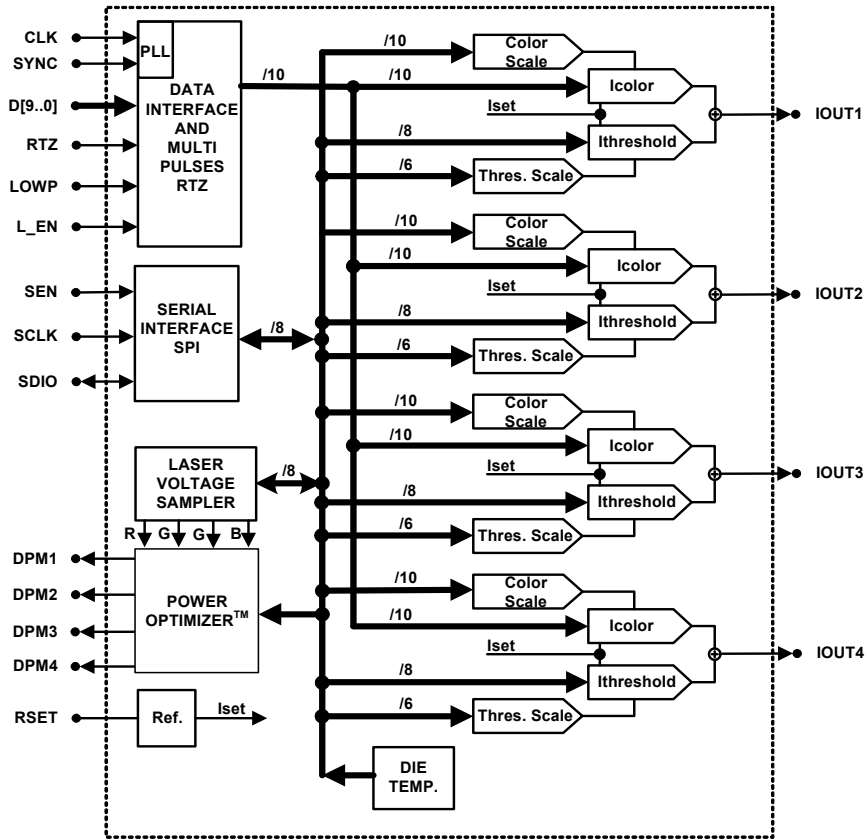 CLK
SYNC
D[9..0]
RTZ
LOWP
L_EN
PLL
DATA
INTERFACE
AND
MULTI
PULSES
RTZ
/10
SEN
SCLK
SDIO
SERIAL
INTERFACE
SPI
/8
LASER
VOLTAGE
SAMPLER
/8
R G G B
DPM1
DPM2
DPM3
DPM4
POWER
OPTIMIZER™
RSET
Ref.
Iset
DIE
TEMP.
/10
Color
Scale
/10
Icolor
Iset
/8
Ithreshold
/6
Thres. Scale
IOUT1
/10
Color
Scale
/10
Icolor
Iset
/8
Ithreshold
/6
Thres. Scale
IOUT2
/10
Color
Scale
/10
Icolor
Iset
/8
Ithreshold
/6
Thres. Scale
IOUT3
/10
Color
Scale
/10
Icolor
Iset
/8
Ithreshold
/6
Thres. Scale
IOUT4